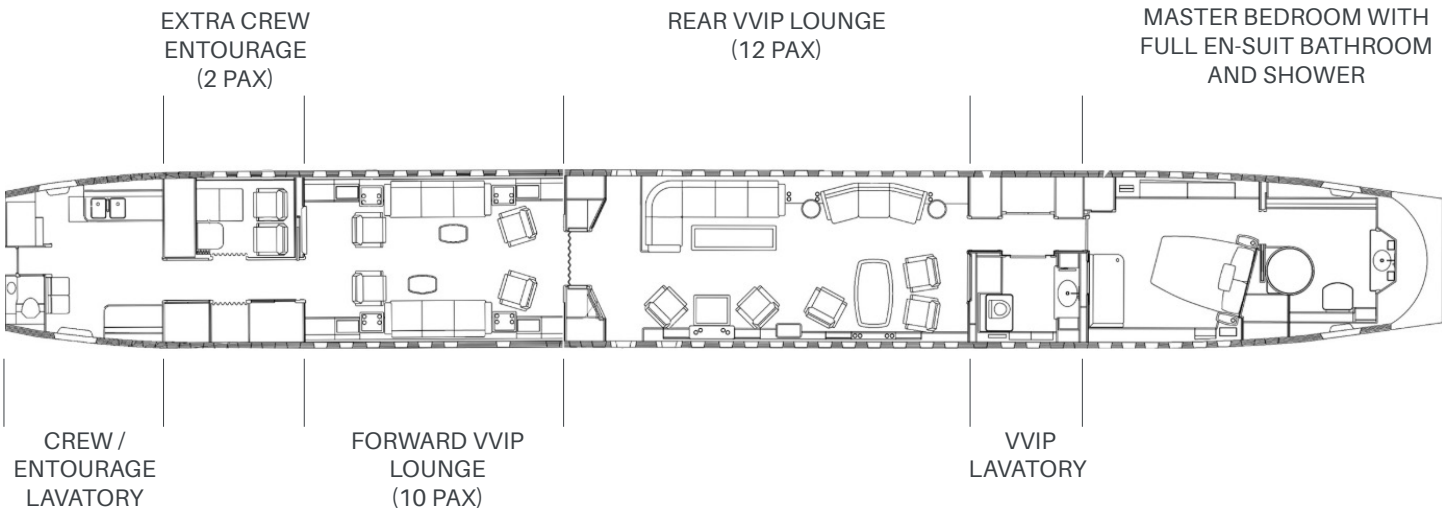 EXTRA CREW
ENTOURAGE
(2 PAX)
REAR VVIP LOUNGE
(12 PAX)
MASTER BEDROOM WITH
FULL EN-SUIT BATHROOM
AND SHOWER
CREW /
ENTOURAGE
LAVATORY
FORWARD VVIP
LOUNGE
(10 PAX)
VVIP
LAVATORY